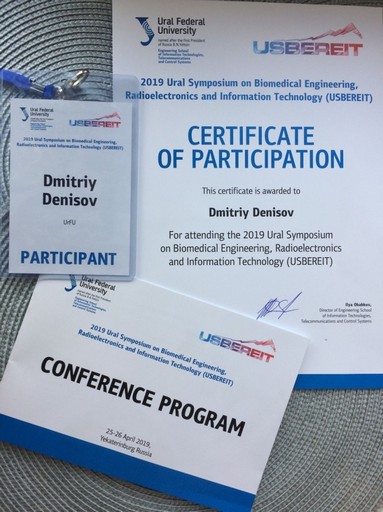 Ural Federal
University
named after the first President
of Russia B.N.Yeltsin
Engineering School
of Information Technologies,
Telecommunications
and Control Systems
USBEREIT
2019 Ural Symposium on Biomedical Engineering,
Radioelectronics and Information Technology (USBEREIT)
CERTIFICATE
OF PARTICIPATION
This certificate is awarded to
Dmitriy Denisov
For attending the 2019 Ural Symposium
on Biomedical Engineering, Radioelectronics
and Information Technology (USBEREIT)
Ilya Obabkov,
Director of Engineering School
of Information Technologies,
Telecommunications and Control Systems
Ural Federal
University
USBEREIT
2019 Ural Symposium on Biomedical Engineering,
Radioelectronics and Information Technology (USBEREIT)
Dmitriy
Denisov
UrFU
PARTICIPANT
Ural Federal
University
USBEREIT
2019 Ural Symposium on Biomedical Engineering,
Radioelectronics and Information Technology (USBEREIT)
CONFERENCE PROGRAM
25-26 April 2019,
Yekaterinburg Russia